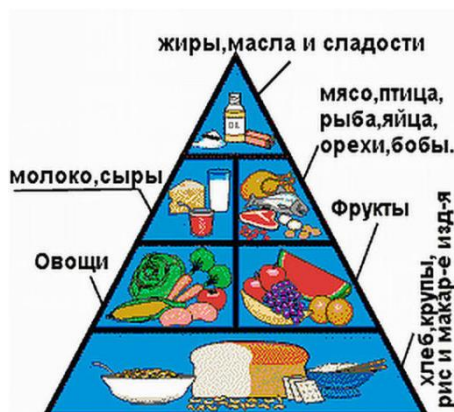 жиры,масла и сладости
мясо,птица,
рыба,яйца,
орехи,бобы.
молоко,сыры
Фрукты
Овощи
хлеб,крупы,
рис и макар-е изд-я
OIL